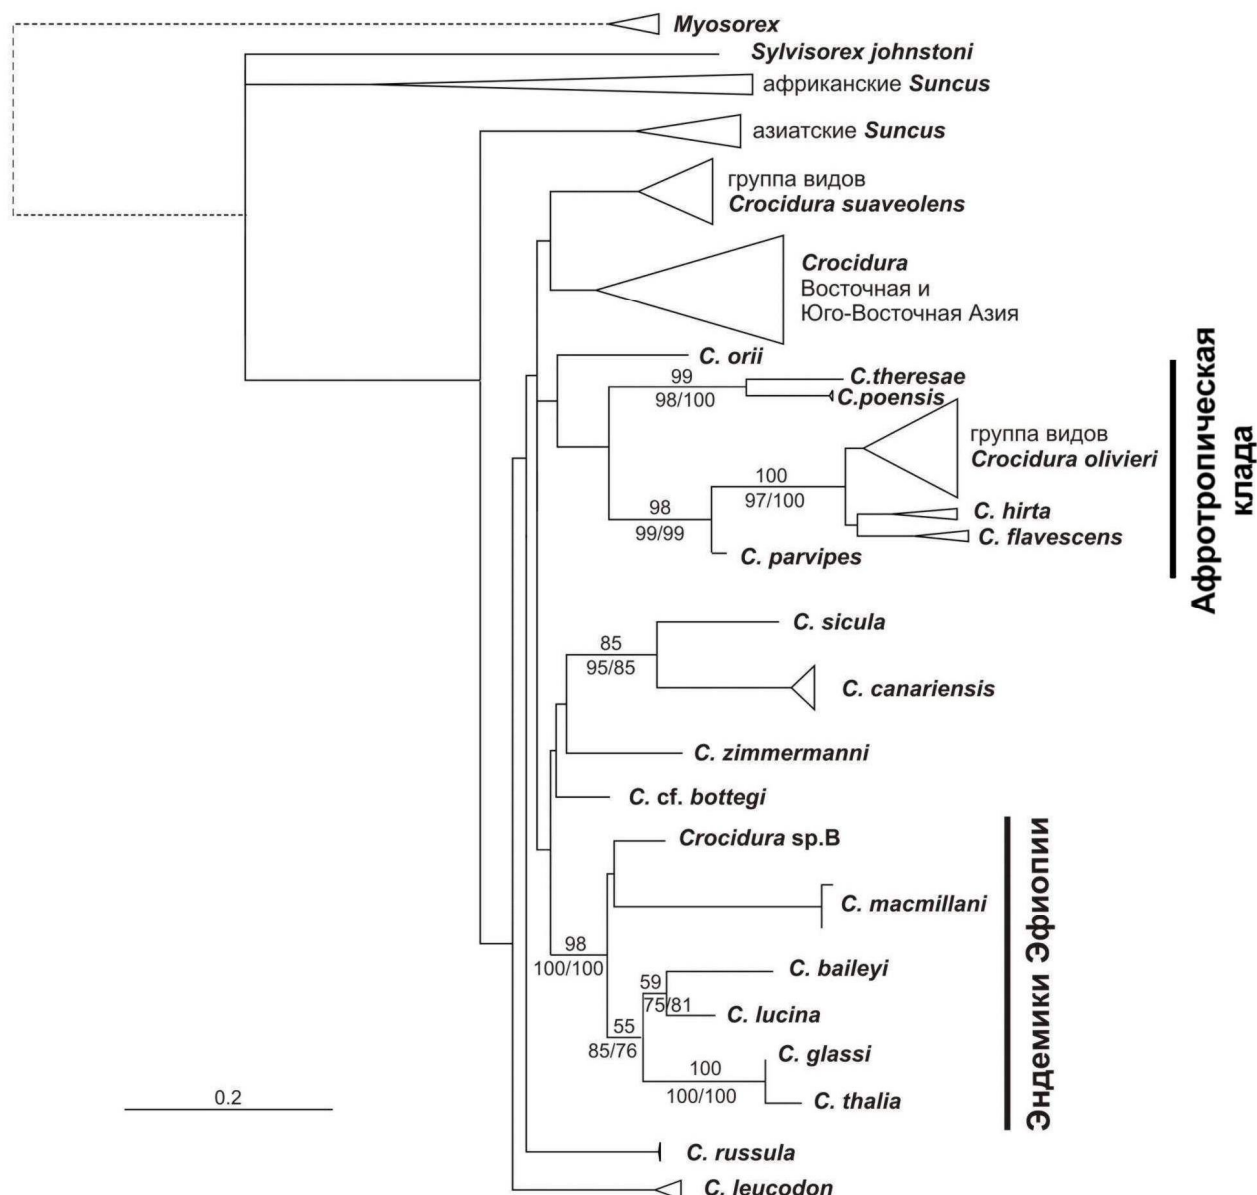 Myosorex
Sylvisorex johnstoni
африканские Suncus
азиатские Suncus
группа видов
Crocidura suaveolens
Crocidura
Восточная и
Юго-Восточная Азия
C. orii
99
98/100
C.theresae
C.poensis
группа видов
Crocidura olivieri
100
97/100
C. hirta
98
99/99
C. flavescens
C. parvipes
Афротропическая
клада
C. sicula
85
95/85
C. canariensis
C. zimmermanni
C. cf. bottegi
Crocidura sp.B
C. macmillani
98
100/100
C. baileyi
59
75/81
C. lucina
55
85/76
C. glassi
100
100/100
C. thalia
Эндемики Эфиопии
0.2
C. russula
C. leucodon